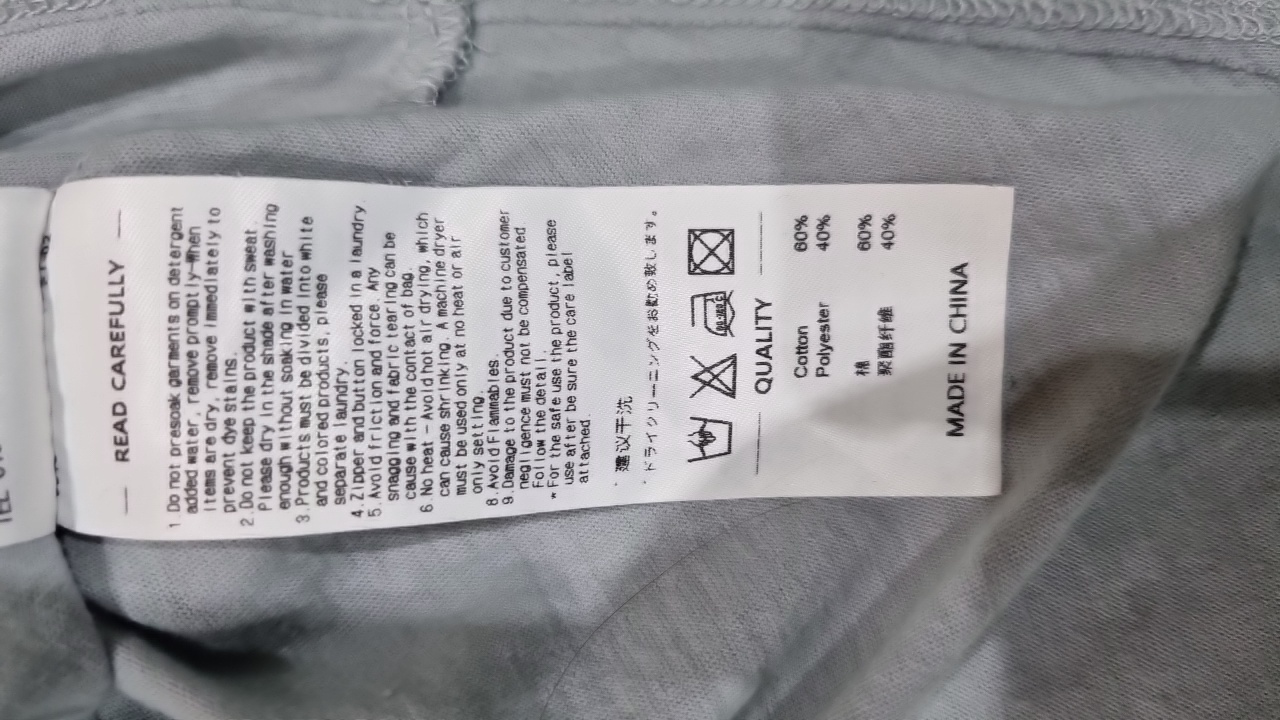 READ CAREFULLY
1 Do not presoak garments on detergent
added water, remove promptly-When
items are dry, remove immediately to
prevent dye stains.
2.Do not keep the product with sweat
Please dry in the shade after washing
enough without soaking in water
3.Products must be divided into white
and colored products, please
separate laundry.
4.Zipper and button locked in a laundry
5.Avoid friction and force. Any
snagging and fabric tearing can be
cause with the contact of bag.
6.No heat-Avoid hot air drying, which
can cause shrinking. A machine dryer
must be used only at no heat or air
only setting
8.Avoid Flammables.
9.Damage to the product due to customer
negligence must not be compensated
Follow the detail.
*For the safe use the product, please
use after be sure the care label
attached.
建议干洗
ドライクリーニングをお勧め致します。
QUALITY
Cotton 60%
Polyester 40%
棉 60%
聚酯纤维 40%
MADE IN CHINA
TEL